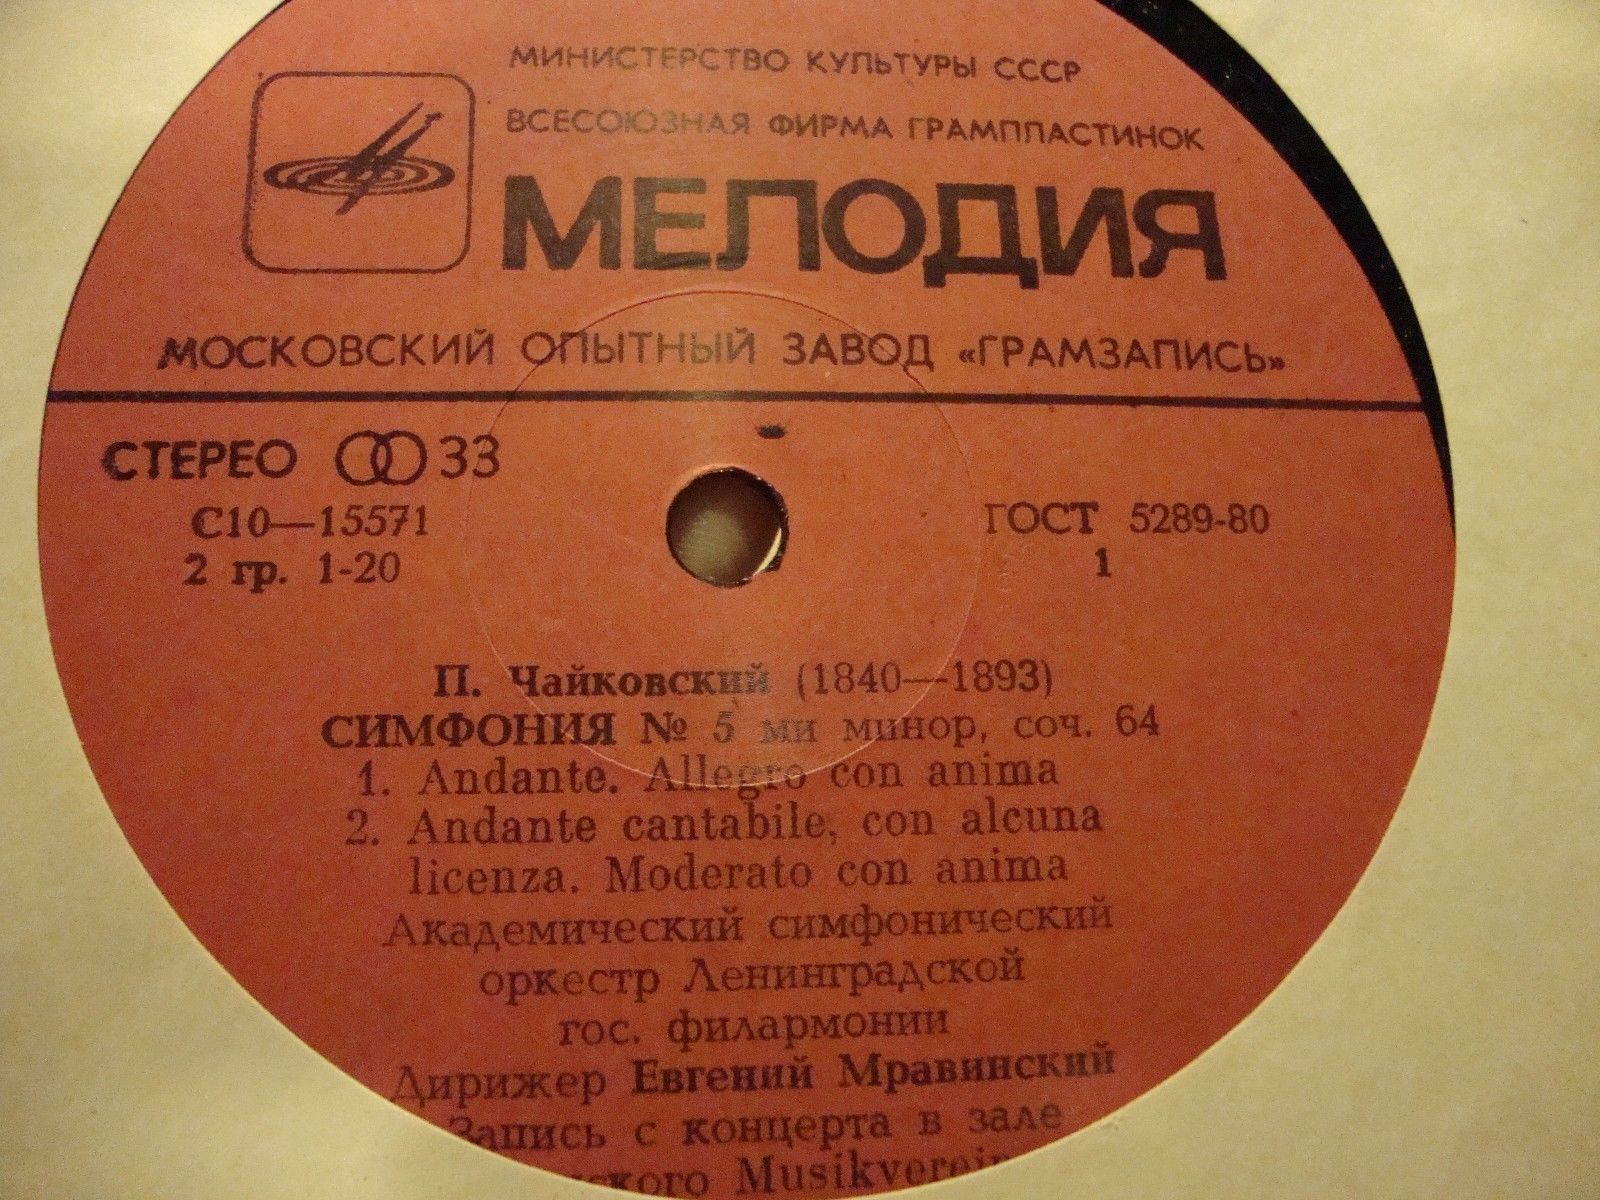 МИНИСТЕРСТВО КУЛЬТУРЫ СССР
ВСЕСОЮЗНАЯ ФИРМА ГРАМПЛАСТИНОК
МЕЛОДИЯ
МОСКОВСКИЙ ОПЫТНЫЙ ЗАВОД «ГРАМЗАПИСЬ»
СТЕРЕО 33
С10—15571
2 гр. 1-20
ГОСТ 5289-80
1
П. Чайковский (1840—1893)
СИМФОНИЯ № 5 ми минор, соч. 64
1. Andante. Allegro con anima
2. Andante cantabile, con alcuna
licenza. Moderato con anima
Академический симфонический
оркестр Ленинградской
гос. филармонии
Дирижер Евгений Мравинский
Запись с концерта в зале